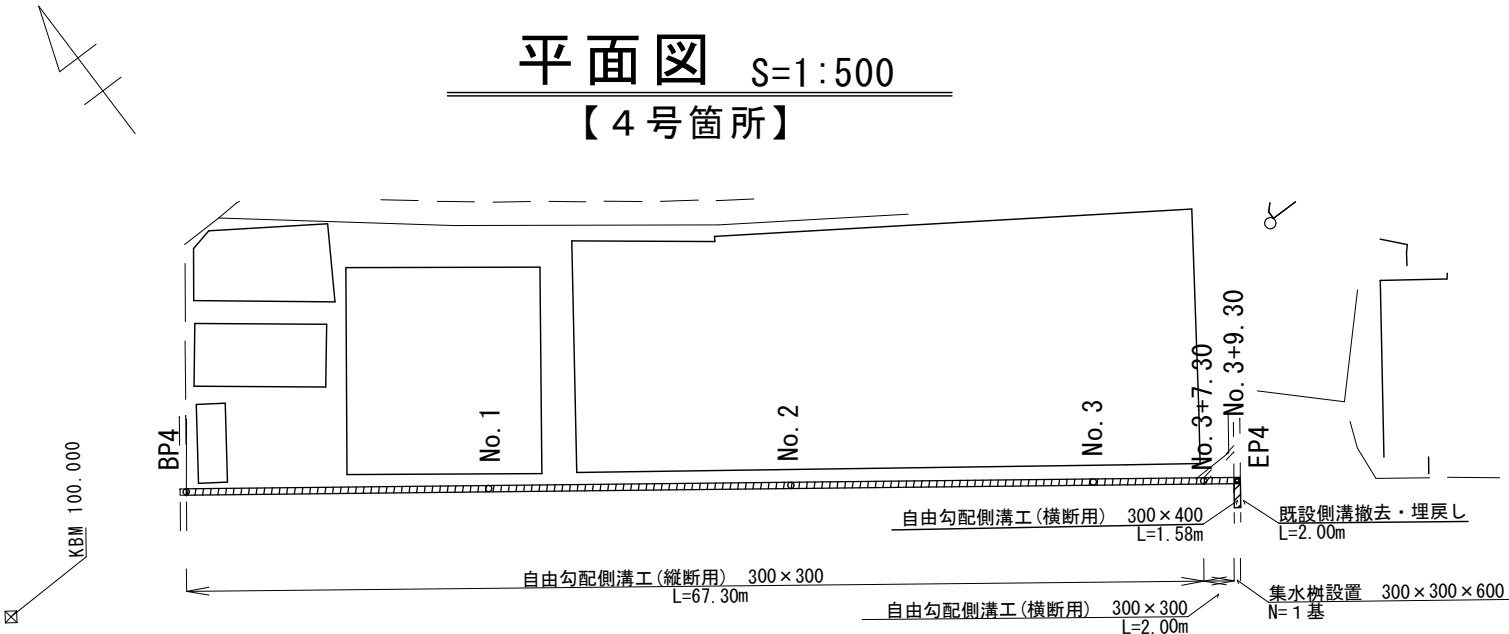 平面図 S=1:500
【４号箇所】
No.3+9.30
No.3+7.30
No.1
No.2
No.3
BP4
EP4
KBM 100.000
自由勾配側溝工(横断用) 300×400
L=1.58m
既設側溝撤去・埋戻し
L=2.00m
自由勾配側溝工(縦断用) 300×300
L=67.30m
集水桝設置 300×300×600
N=１基
自由勾配側溝工(横断用) 300×300
L=2.00m